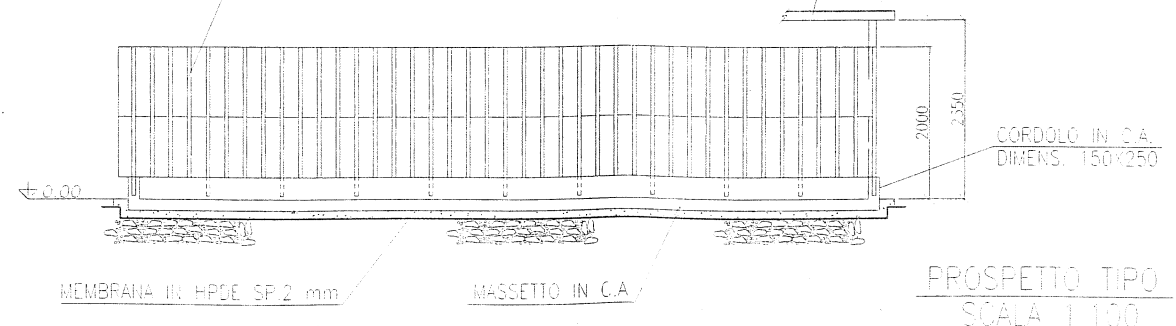 2000
2350
CORDOLO IN C.A.
DIMENS. 150X250
± 0.00
MEMBRANA IN HPDE SP.2 mm
MASSETTO IN C.A.
PROSPETTO TIPO
SCALA 1:100